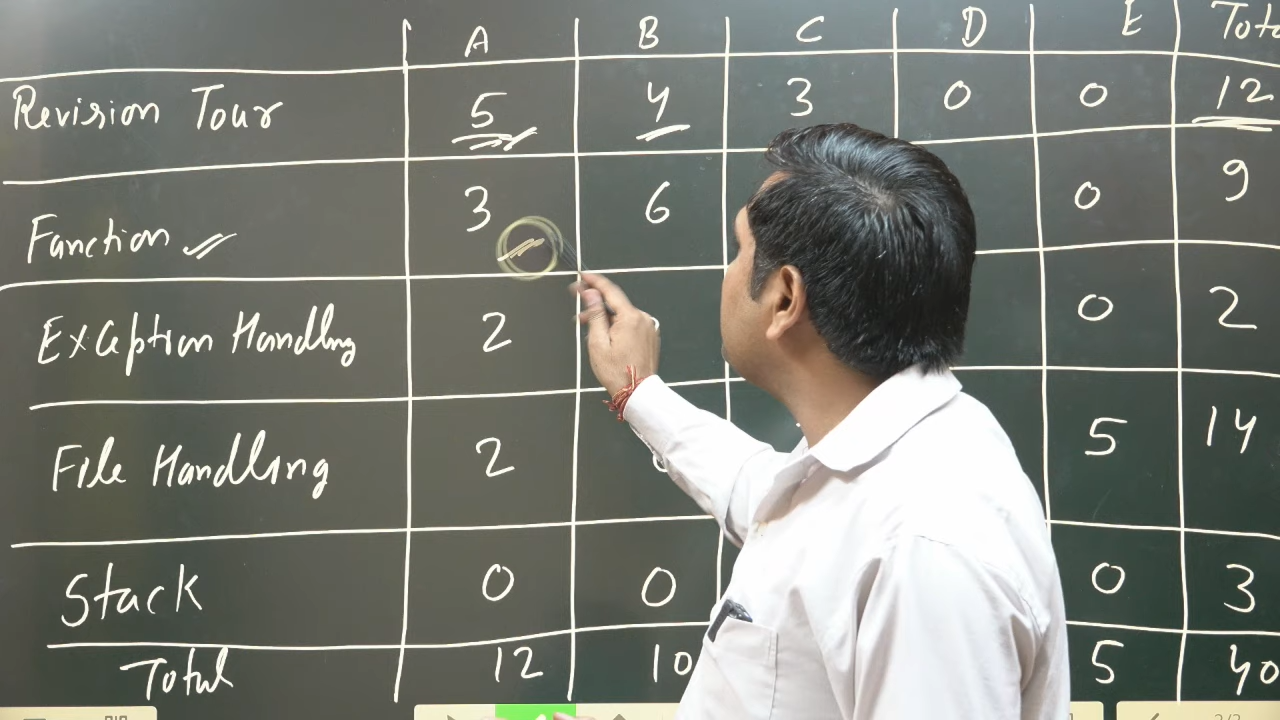 A B C D E Tota
Revision Tour 5 4 3 0 0 12
Function 3 6 0 9
Exception Handling 2 0 2
File Handling 2 5 14
Stack 0 0 0 3
Total 12 10 5 40